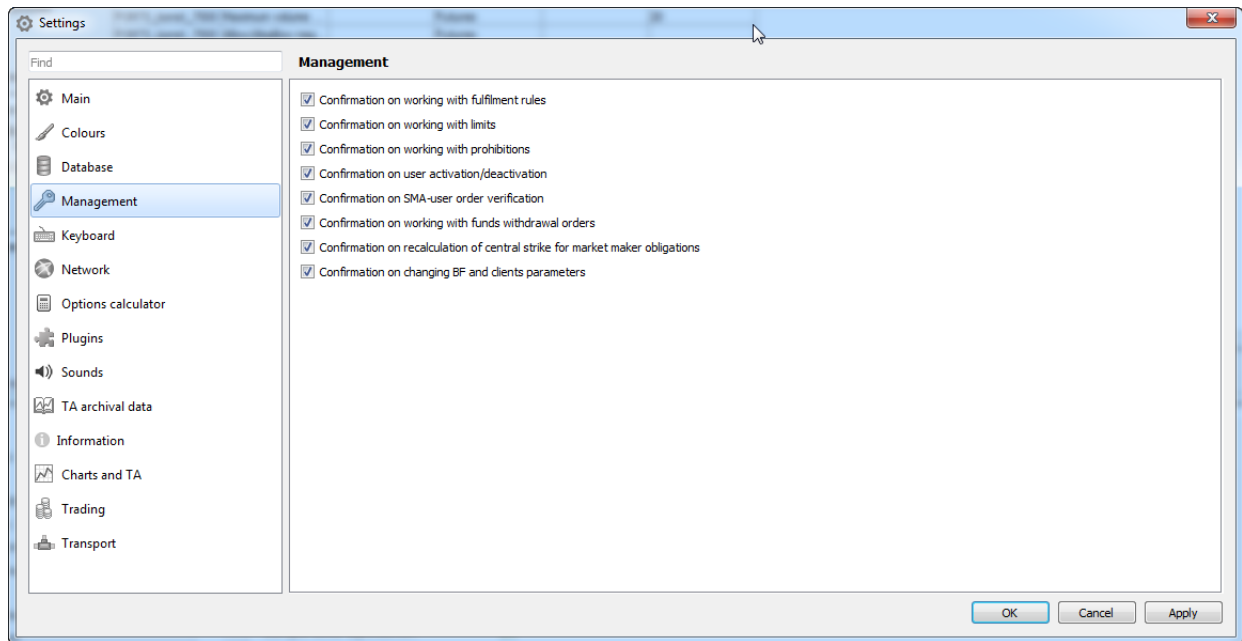 Settings
Find
Management
Main
Colours
Database
Management
Keyboard
Network
Options calculator
Plugins
Sounds
TA archival data
Information
Charts and TA
Trading
Transport
Confirmation on working with fulfilment rules
Confirmation on working with limits
Confirmation on working with prohibitions
Confirmation on user activation/deactivation
Confirmation on SMA-user order verification
Confirmation on working with funds withdrawal orders
Confirmation on recalculation of central strike for market maker obligations
Confirmation on changing BF and clients parameters
OK Cancel Apply